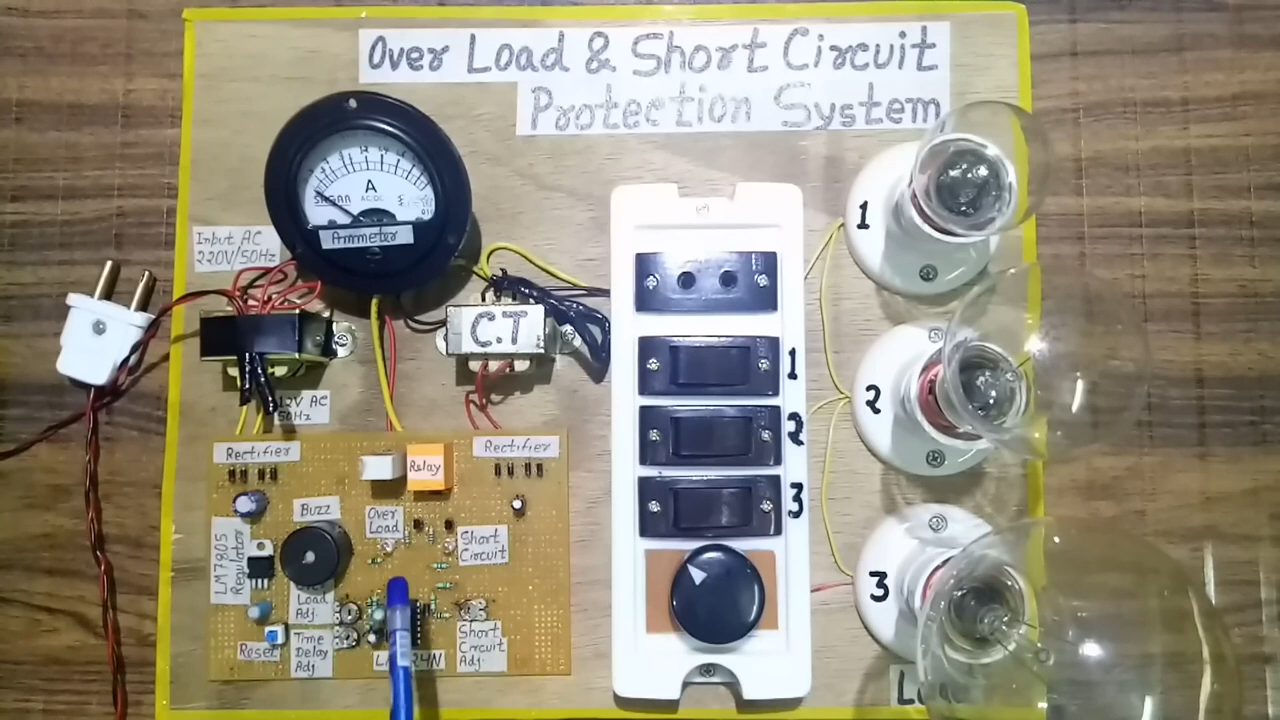 Over Load & Short Circuit
Protection System
A
AC/DC
Ammeter
Input AC
220V/50Hz
C.T
12V AC
50Hz
Rectifier
Rectifier
Relay
Buzz
Over
Load
Short
Circuit
LM7805
Regulator
Load
Adj.
Time
Delay
Adj
Reset
Short
Circuit
Adj.
1
2
3
1
2
3